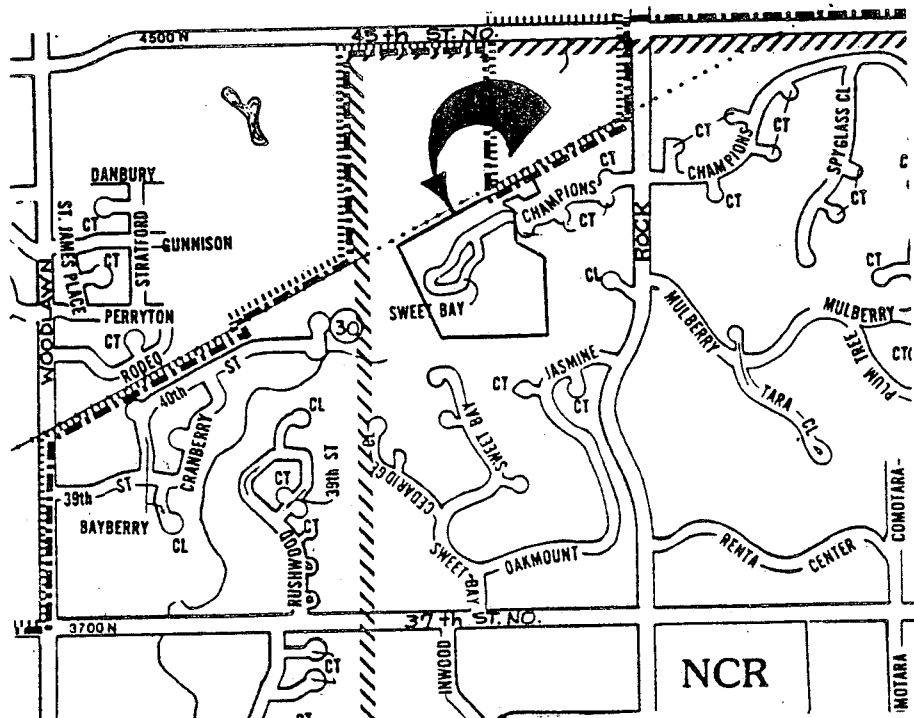 4500 N
45th ST. NO.
DANBURY
CT
ST. JAMES PLACE
STRATFORD
GUNNISON
CT
WOODLAWN
PERRYTON
CT
RODEO
40th ST
CRANBERRY
39th ST
BAYBERRY
CL
CL
CT
39th ST
CT
RUSHWOOD
30
CHAMPIONS
CT
CT
SWEET BAY
ROCK
CT
CHAMPIONS
CT
CT
SPYGLASS CL
CT
CT
CL
MULBERRY
MULBERRY
PLUM TREE
TARA CL
JASMINE
CT
CT
SWEET BAY
CEDARIDGE
SWEET BAY
OAKMOUNT
RENTA CENTER
COMOTARA
3700 N
37th ST. NO.
CT
CT
INWOOD
NCR